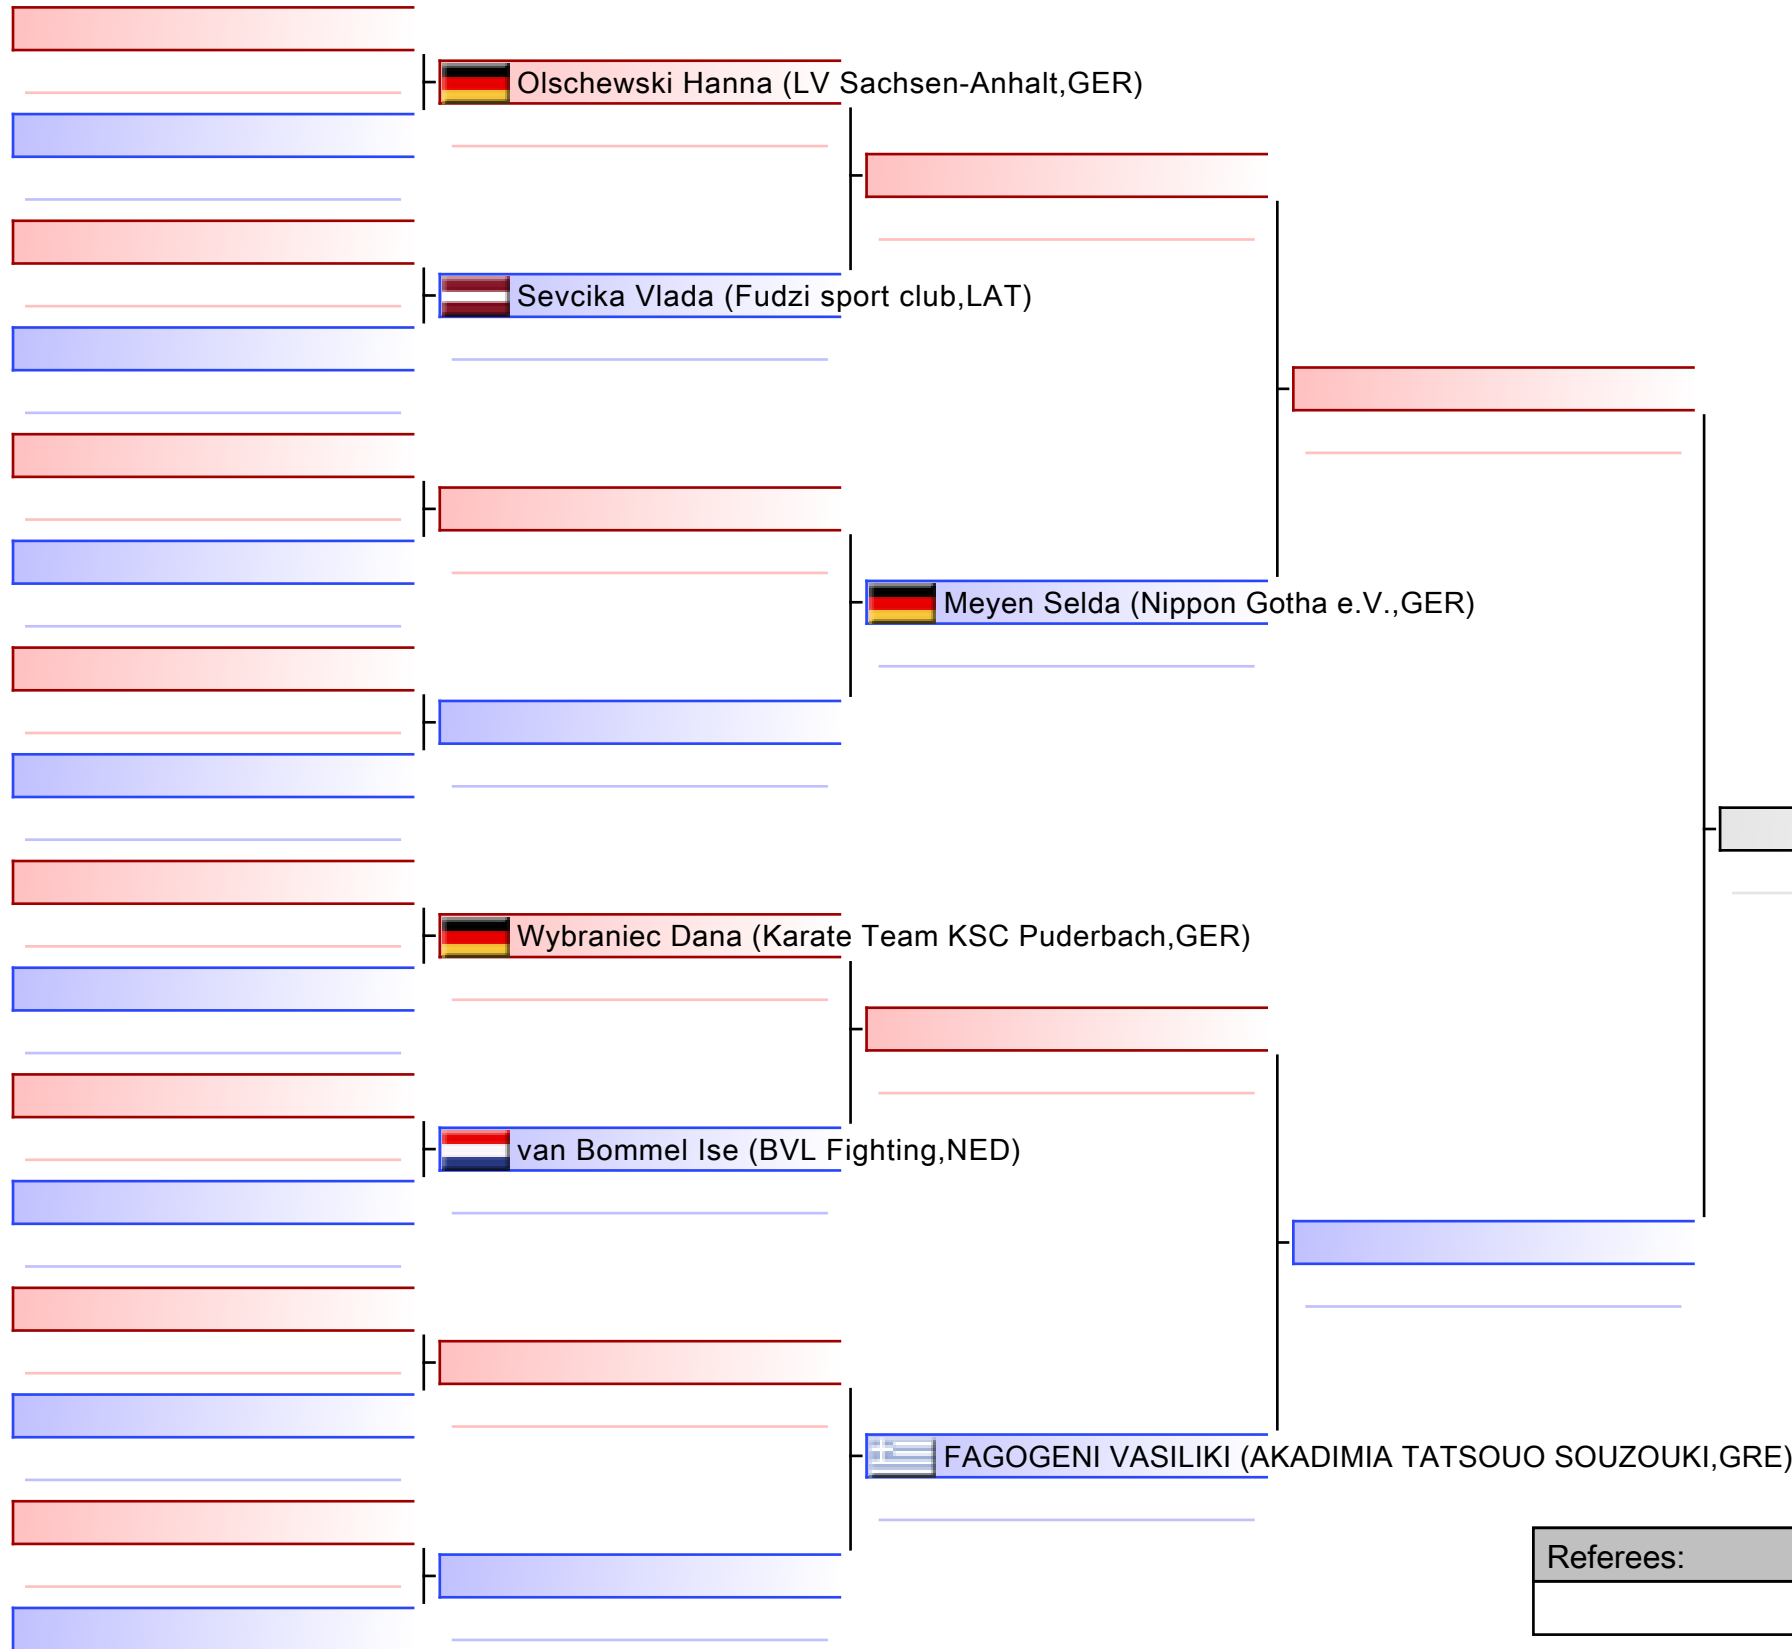 Olschewski Hanna (LV Sachsen-Anhalt,GER)
Sevcika Vlada (Fudzi sport club,LAT)
Meyen Selda (Nippon Gotha e.V.,GER)
Wybraniec Dana (Karate Team KSC Puderbach,GER)
van Bommel Ise (BVL Fighting,NED)
FAGOGENI VASILIKI (AKADIMIA TATSOUO SOUZOUKI,GRE)
Referees: